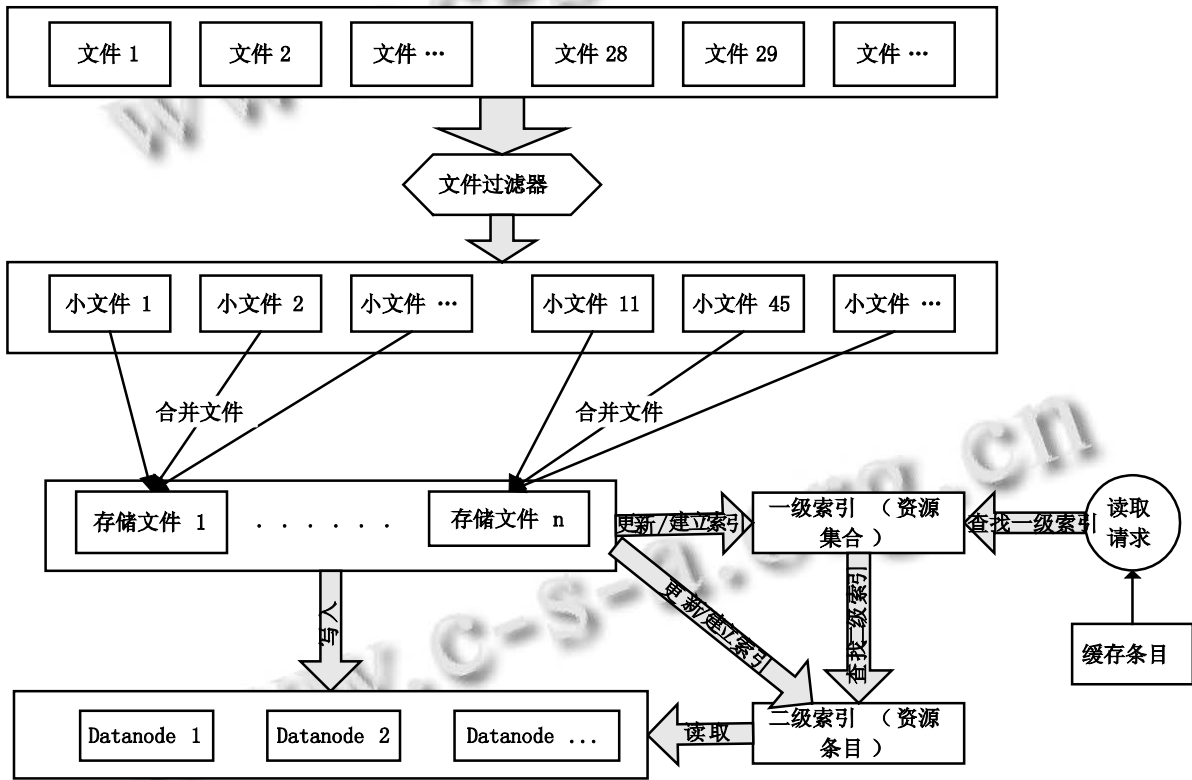 文件 1
文件 2
文件 …
文件 28
文件 29
文件 …
文件过滤器
小文件 1
小文件 2
小文件 …
小文件 11
小文件 45
小文件 …
合并文件
合并文件
存储文件 1
. . . . . .
存储文件 n
更新/建立索引
一级索引 （资源
集合）
查找一级索引
读取
请求
写入
更新/建立索引
查找二级索引
缓存条目
Datanode 1
Datanode 2
Datanode ...
读取
二级索引 （资源
条目）
www.c-s-a.org.cn